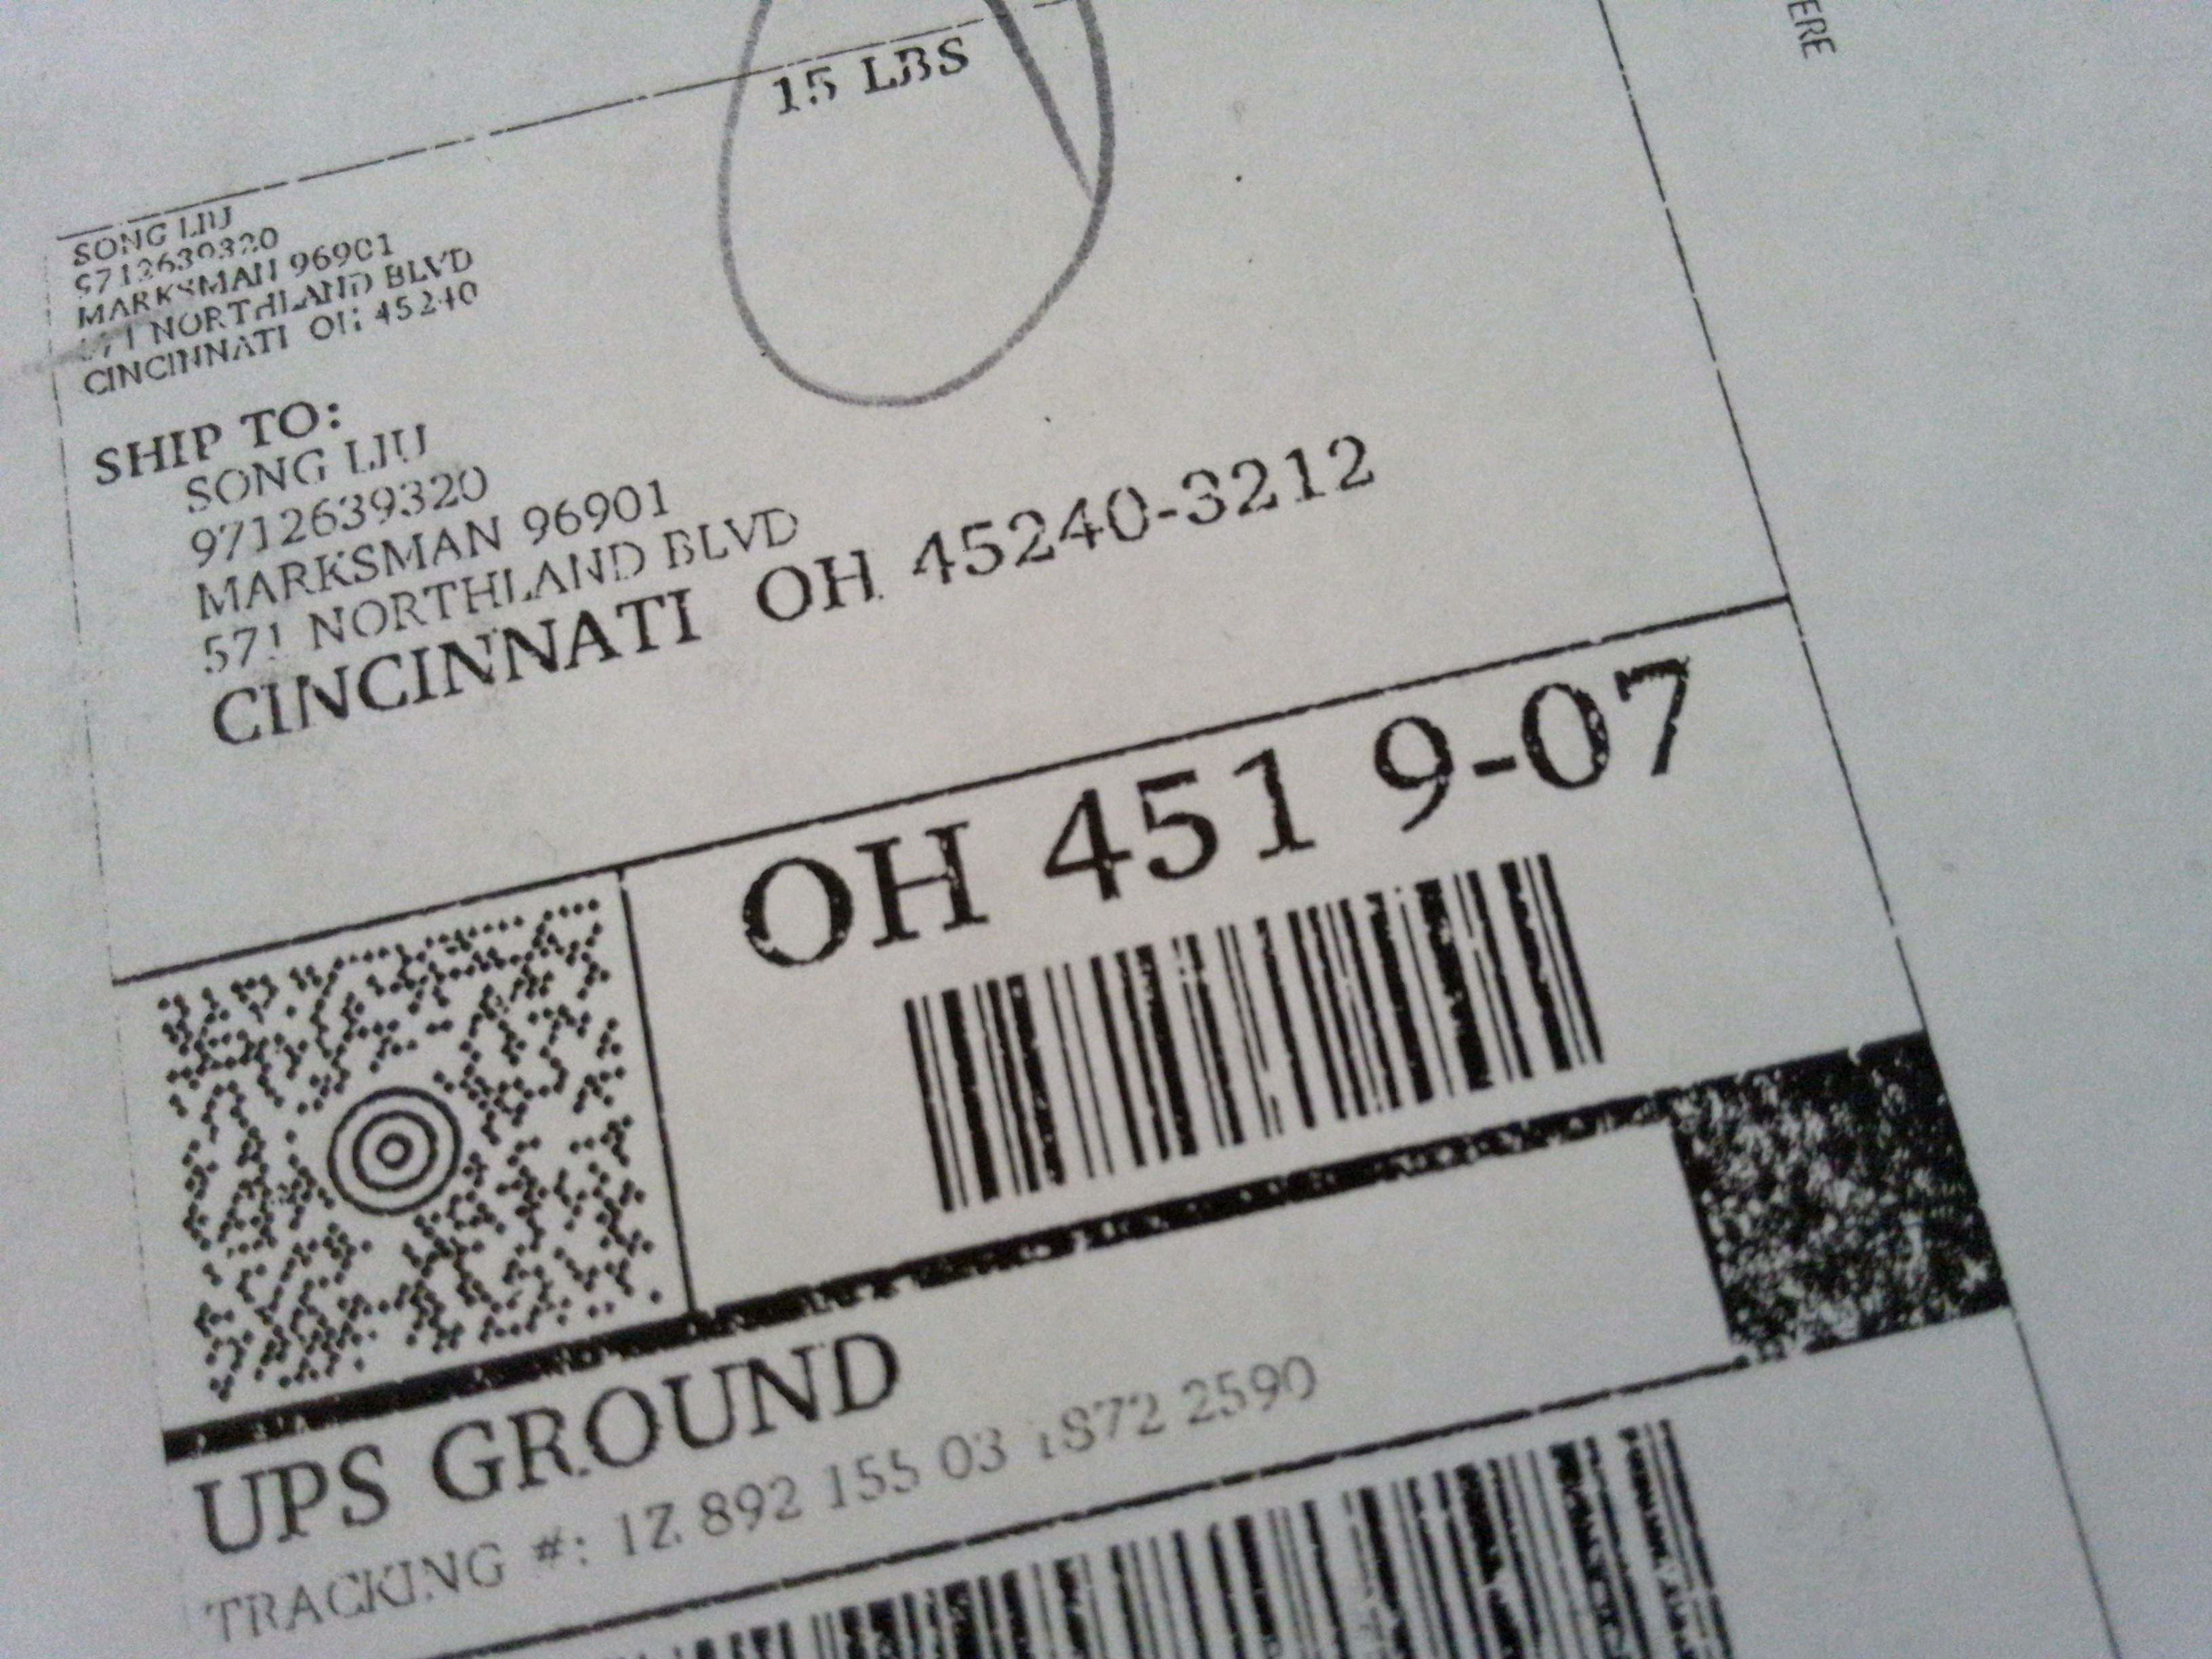 ERE
15 LBS
SONG LIU
9712639320
MARKSMAN 96901
571 NORTHLAND BLVD
CINCINNATI OH 45240
SHIP TO:
SONG LIU
9712639320
MARKSMAN 96901
571 NORTHLAND BLVD
CINCINNATI OH 45240-3212
OH 451 9-07
UPS GROUND
TRACKING #: 1Z 892 155 03 1872 2590